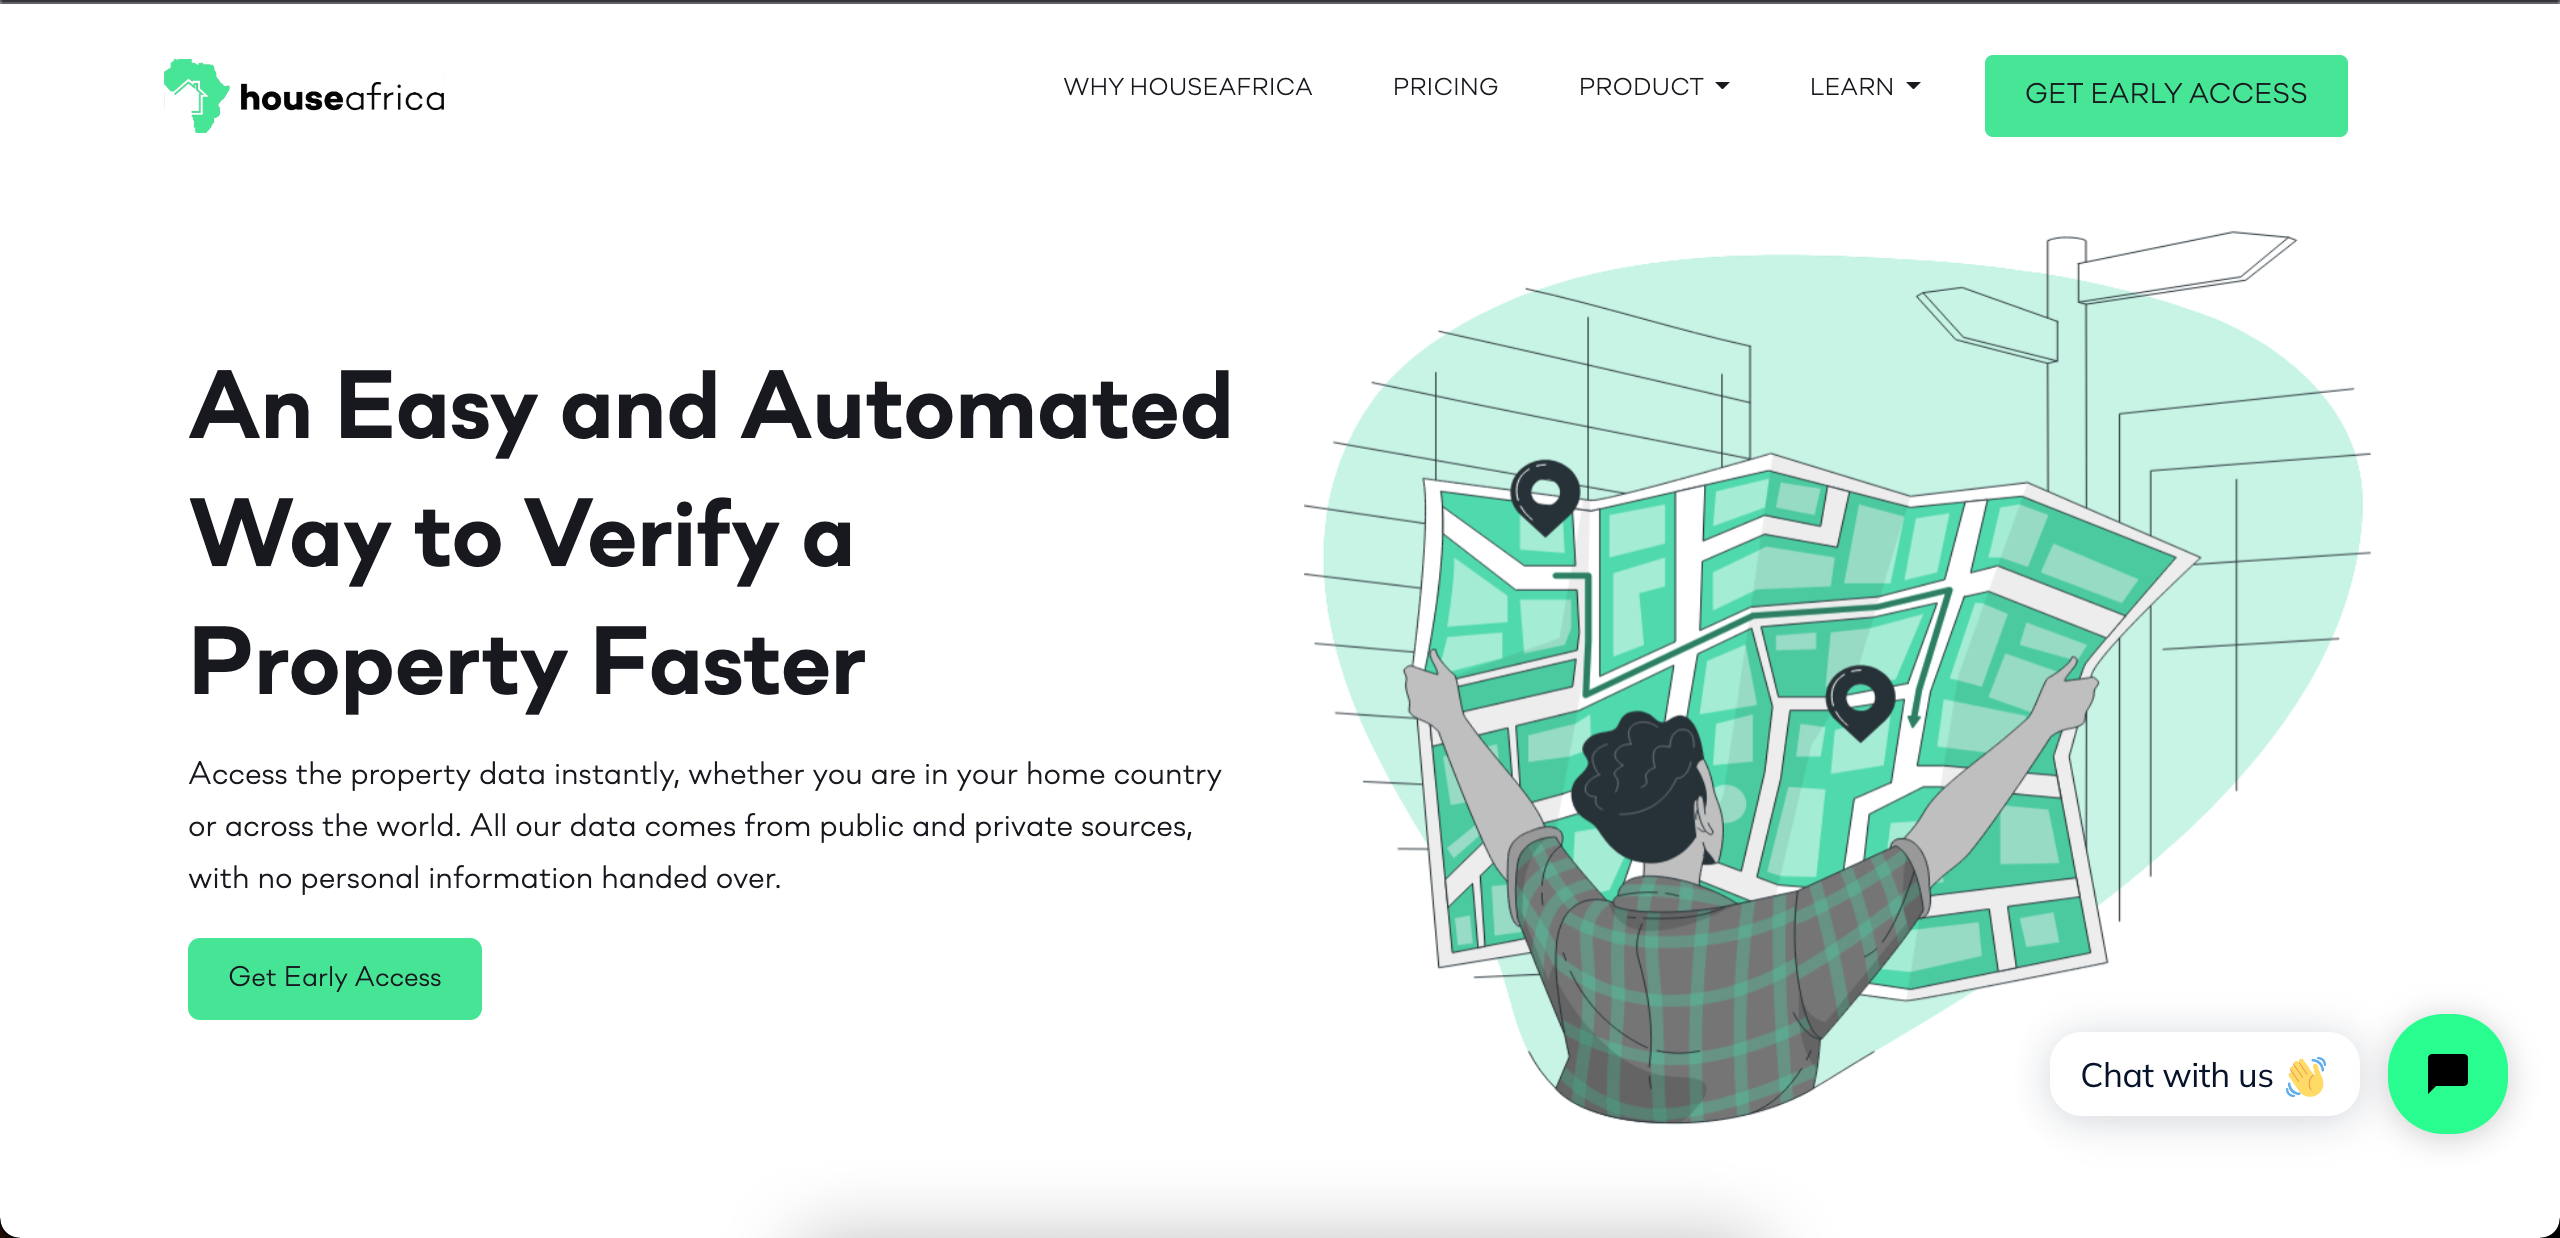 houseafrica
WHY HOUSEAFRICA
PRICING
PRODUCT
LEARN
GET EARLY ACCESS
An Easy and Automated
Way to Verify a
Property Faster
Access the property data instantly, whether you are in your home country
or across the world. All our data comes from public and private sources,
with no personal information handed over.
Get Early Access
Chat with us 👋